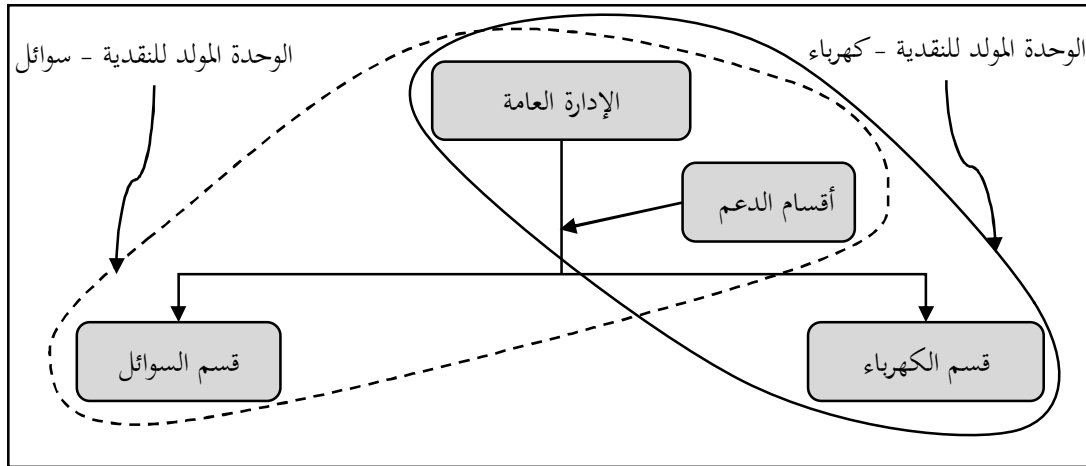 الوحدة المولد للنقدية - كهرباء
الوحدة المولد للنقدية - سوائل
الإدارة العامة
أقسام الدعم
قسم الكهرباء
قسم السوائل